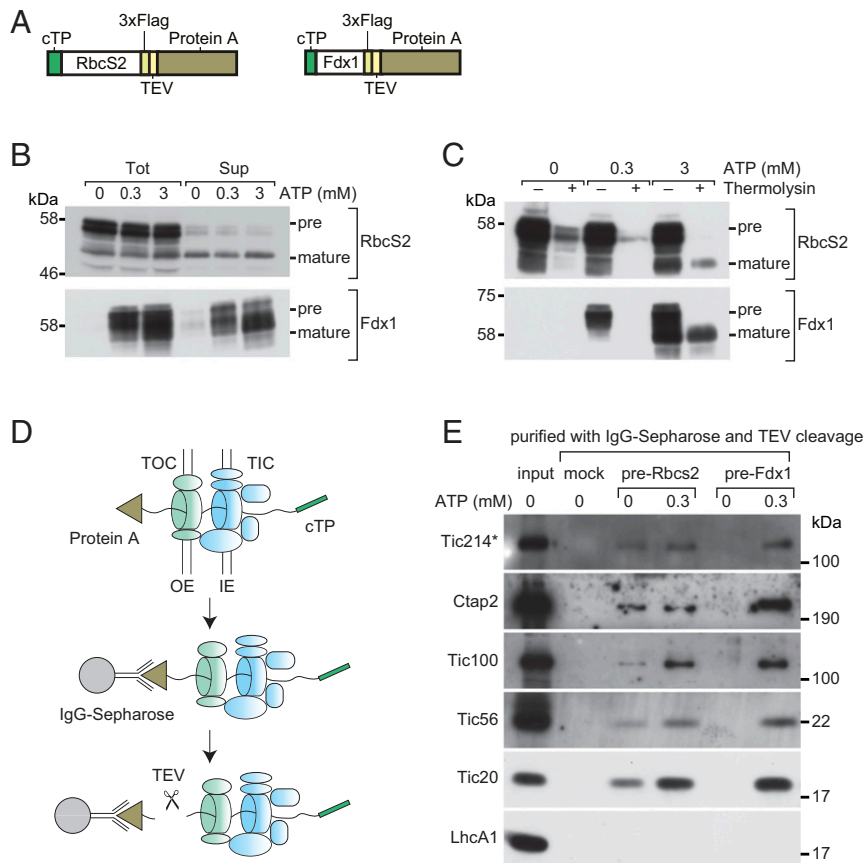 A
3xFlag
cTP
Protein A
RbcS2
TEV
3xFlag
cTP
Protein A
Fdx1
TEV
B
Tot Sup
kDa 0 0.3 3 0 0.3 3 ATP (mM)
58
pre
RbcS2
mature
46
pre
58
Fdx1
mature
C
0 0.3 3 ATP (mM)
kDa – + – + – + Thermolysin
58
pre
RbcS2
mature
75
pre
Fdx1
58
mature
D
TOC TIC
Protein A
cTP
OE IE
IgG-Sepharose
TEV
E
purified with IgG-Sepharose and TEV cleavage
input mock pre-Rbcs2 pre-Fdx1
ATP (mM) 0 0 0 0.3 0 0.3
kDa
Tic214*
100
Ctap2
190
Tic100
100
Tic56
22
Tic20
17
LhcA1
17